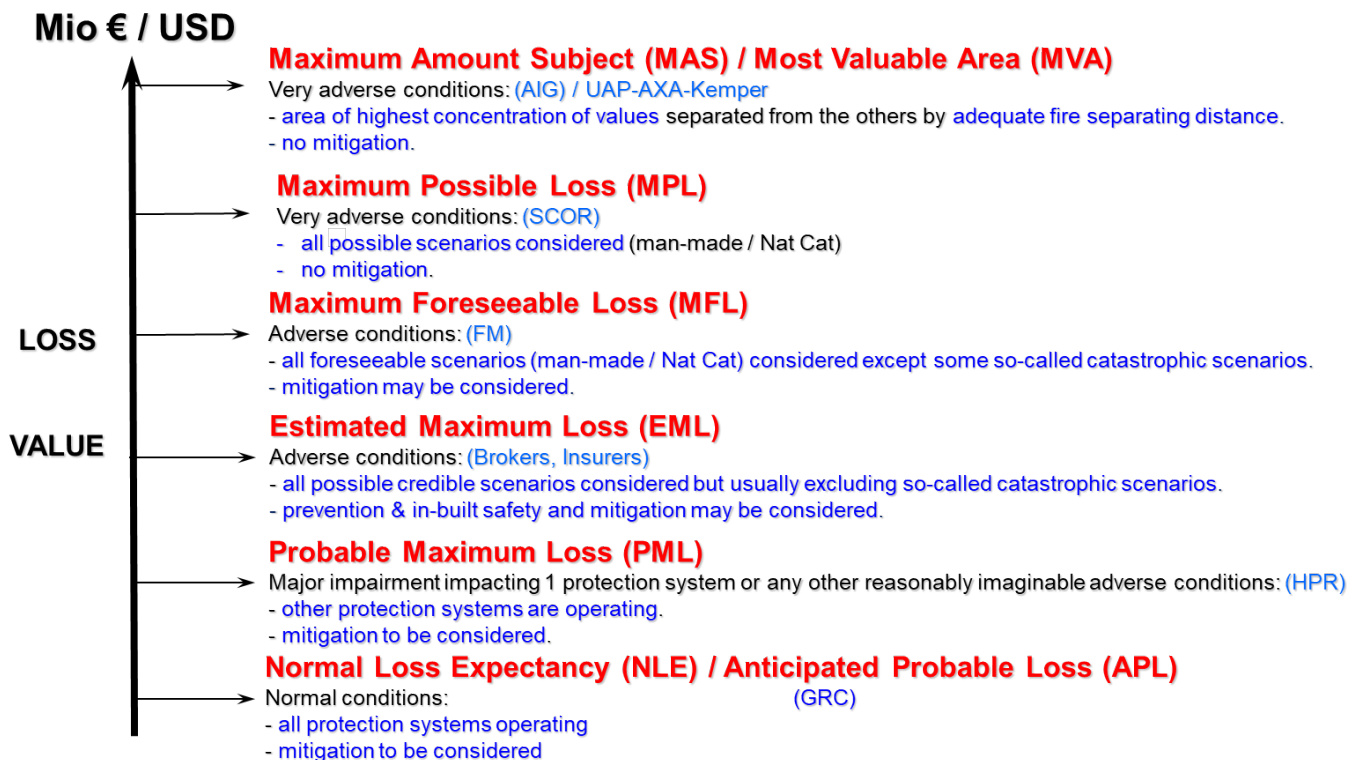 Mio € / USD
Maximum Amount Subject (MAS) / Most Valuable Area (MVA)
Very adverse conditions: (AIG) / UAP-AXA-Kemper
- area of highest concentration of values separated from the others by adequate fire separating distance.
- no mitigation.
Maximum Possible Loss (MPL)
Very adverse conditions: (SCOR)
- all possible scenarios considered (man-made / Nat Cat)
- no mitigation.
Maximum Foreseeable Loss (MFL)
LOSS
Adverse conditions: (FM)
- all foreseeable scenarios (man-made / Nat Cat) considered except some so-called catastrophic scenarios.
- mitigation may be considered.
Estimated Maximum Loss (EML)
VALUE
Adverse conditions: (Brokers, Insurers)
- all possible credible scenarios considered but usually excluding so-called catastrophic scenarios.
- prevention & in-built safety and mitigation may be considered.
Probable Maximum Loss (PML)
Major impairment impacting 1 protection system or any other reasonably imaginable adverse conditions: (HPR)
- other protection systems are operating.
- mitigation to be considered.
Normal Loss Expectancy (NLE) / Anticipated Probable Loss (APL)
Normal conditions: (GRC)
- all protection systems operating
- mitigation to be considered